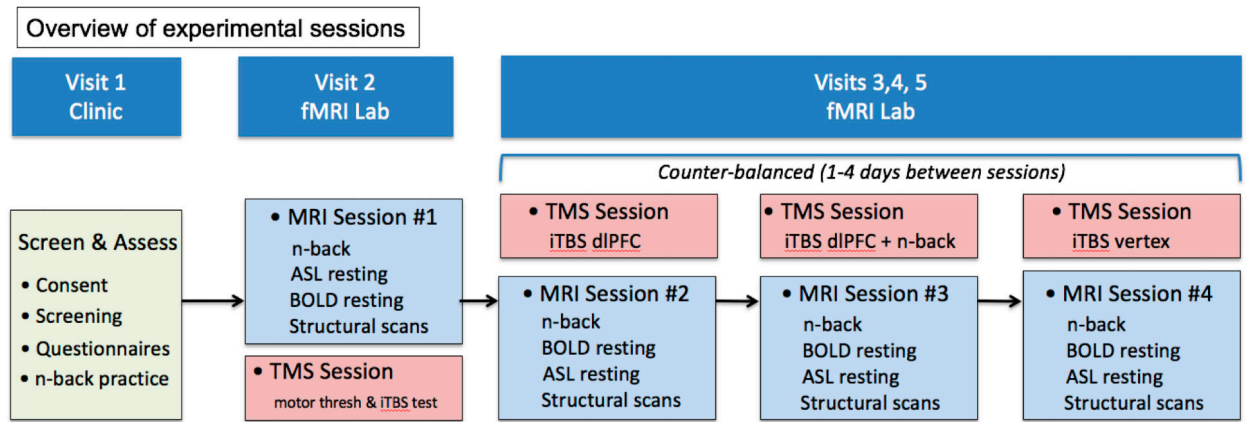 Overview of experimental sessions
Visit 1
Clinic
Visit 2
fMRI Lab
Visits 3,4, 5
fMRI Lab
Counter-balanced (1-4 days between sessions)
Screen & Assess
• Consent
• Screening
• Questionnaires
• n-back practice
• MRI Session #1
n-back
ASL resting
BOLD resting
Structural scans
• TMS Session
motor thresh & iTBS test
• TMS Session
iTBS dlPFC
• MRI Session #2
n-back
BOLD resting
ASL resting
Structural scans
• TMS Session
iTBS dlPFC + n-back
• MRI Session #3
n-back
BOLD resting
ASL resting
Structural scans
• TMS Session
iTBS vertex
• MRI Session #4
n-back
BOLD resting
ASL resting
Structural scans